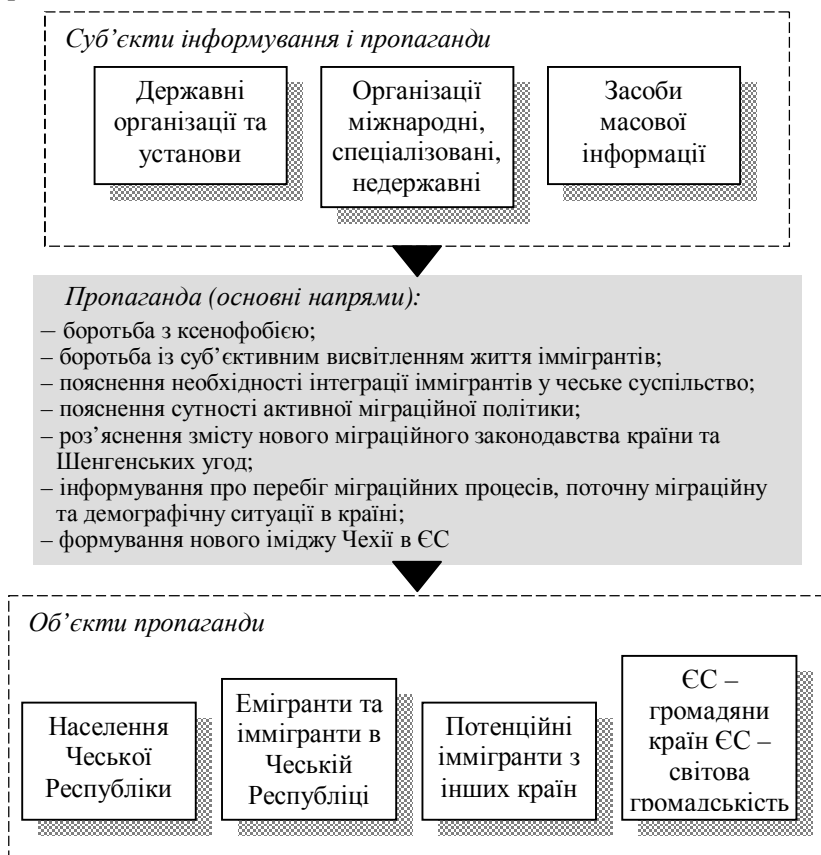 Суб’єкти інформування і пропаганди
Державні
організації та
установи
Організації
міжнародні,
спеціалізовані,
недержавні
Засоби
масової
інформації
Пропаганда (основні напрями):
– боротьба з ксенофобією;
– боротьба із суб’єктивним висвітленням життя іммігрантів;
– пояснення необхідності інтеграції іммігрантів у чеське суспільство;
– пояснення сутності активної міграційної політики;
– роз’яснення змісту нового міграційного законодавства країни та
Шенгенських угод;
– інформування про перебіг міграційних процесів, поточну міграційну
та демографічну ситуації в країні;
– формування нового іміджу Чехії в ЄС
Об’єкти пропаганди
Населення
Чеської
Республіки
Емігранти та
іммігранти в
Чеській
Республіці
Потенційні
іммігранти з
інших країн
ЄС –
громадяни
країн ЄС –
світова
громадськість